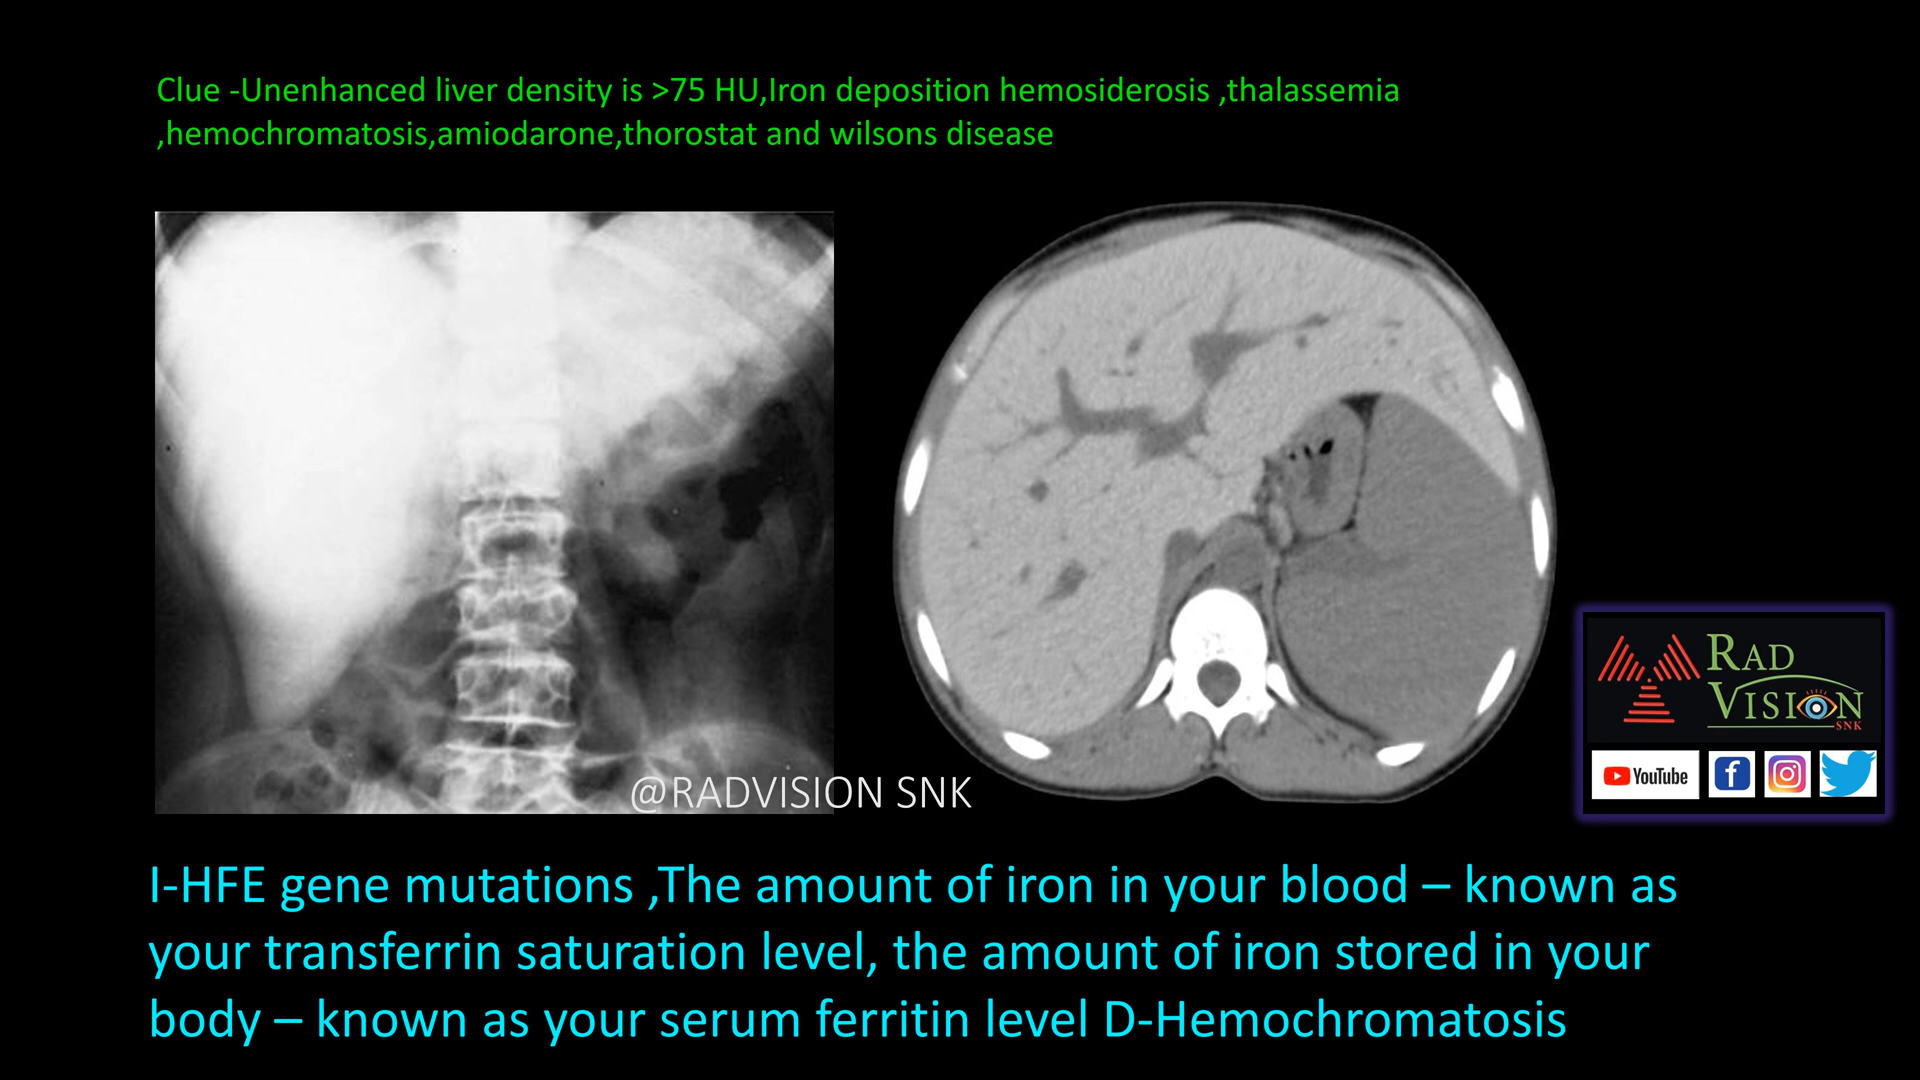 Clue -Unenhanced liver density is >75 HU,Iron deposition hemosiderosis ,thalassemia
,hemochromatosis,amiodarone,thorostat and wilsons disease
@RADVISION SNK
RAD
VISION
SNK
YouTube
I-HFE gene mutations ,The amount of iron in your blood – known as
your transferrin saturation level, the amount of iron stored in your
body – known as your serum ferritin level D-Hemochromatosis